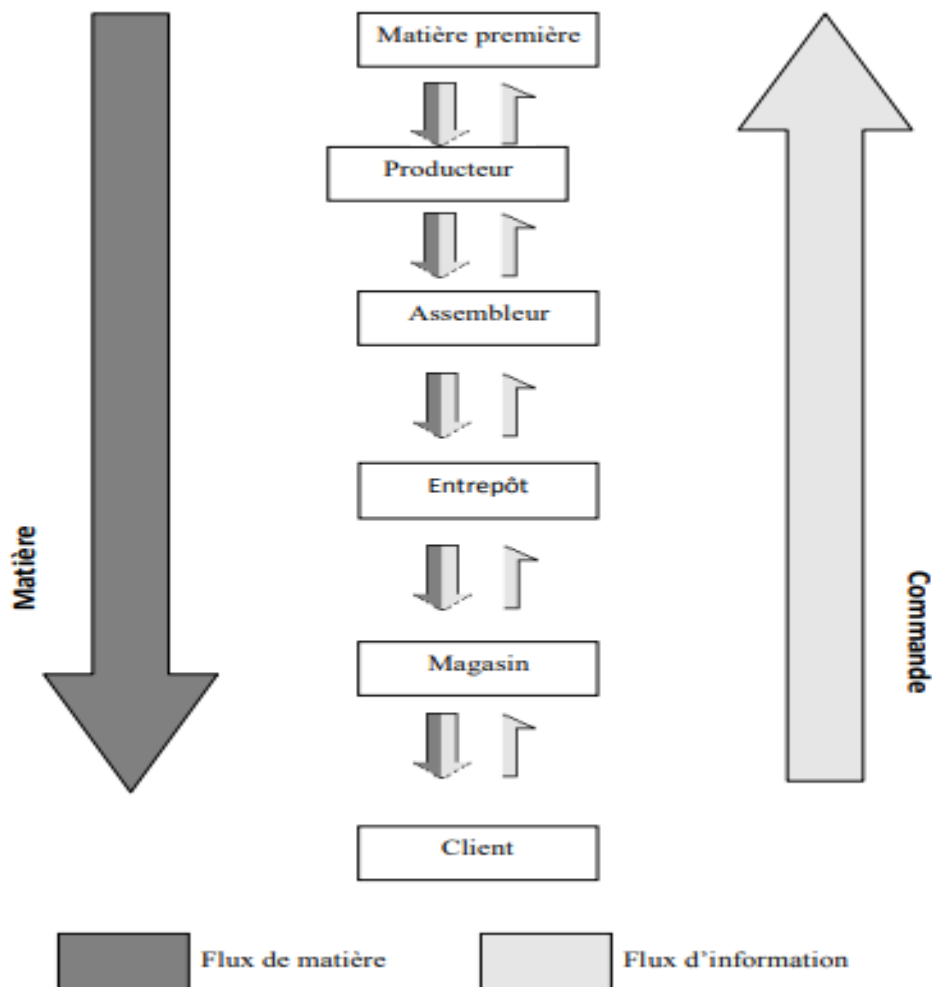 Matière première
Producteur
Assembleur
Entrepôt
Matière
Commande
Magasin
Client
Flux de matière
Flux d’information